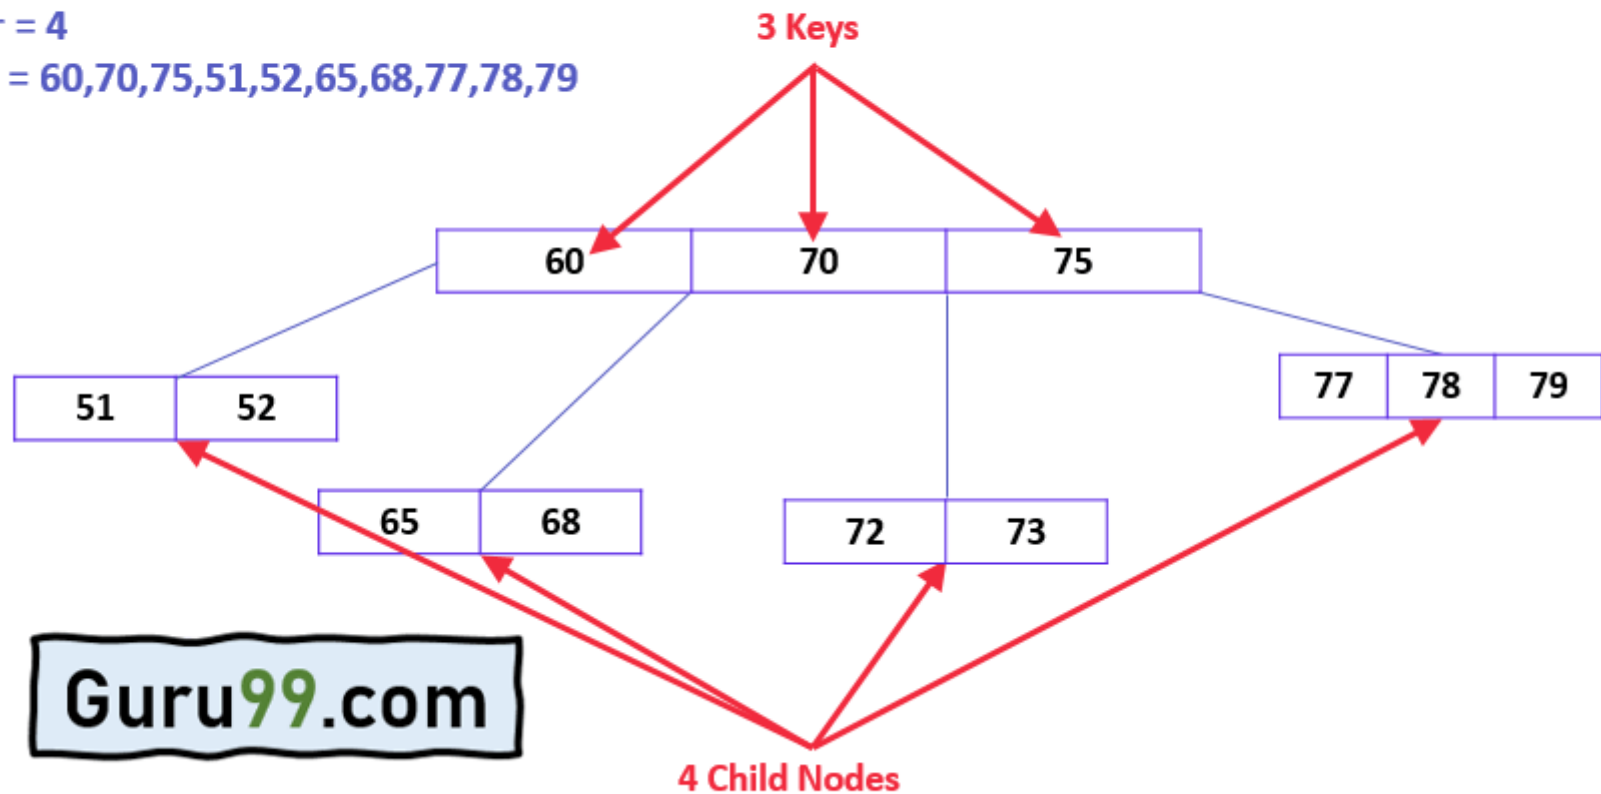 = 4
3 Keys
= 60,70,75,51,52,65,68,77,78,79
60 70 75
77 78 79
51 52
65 68
72 73
Guru99.com
4 Child Nodes